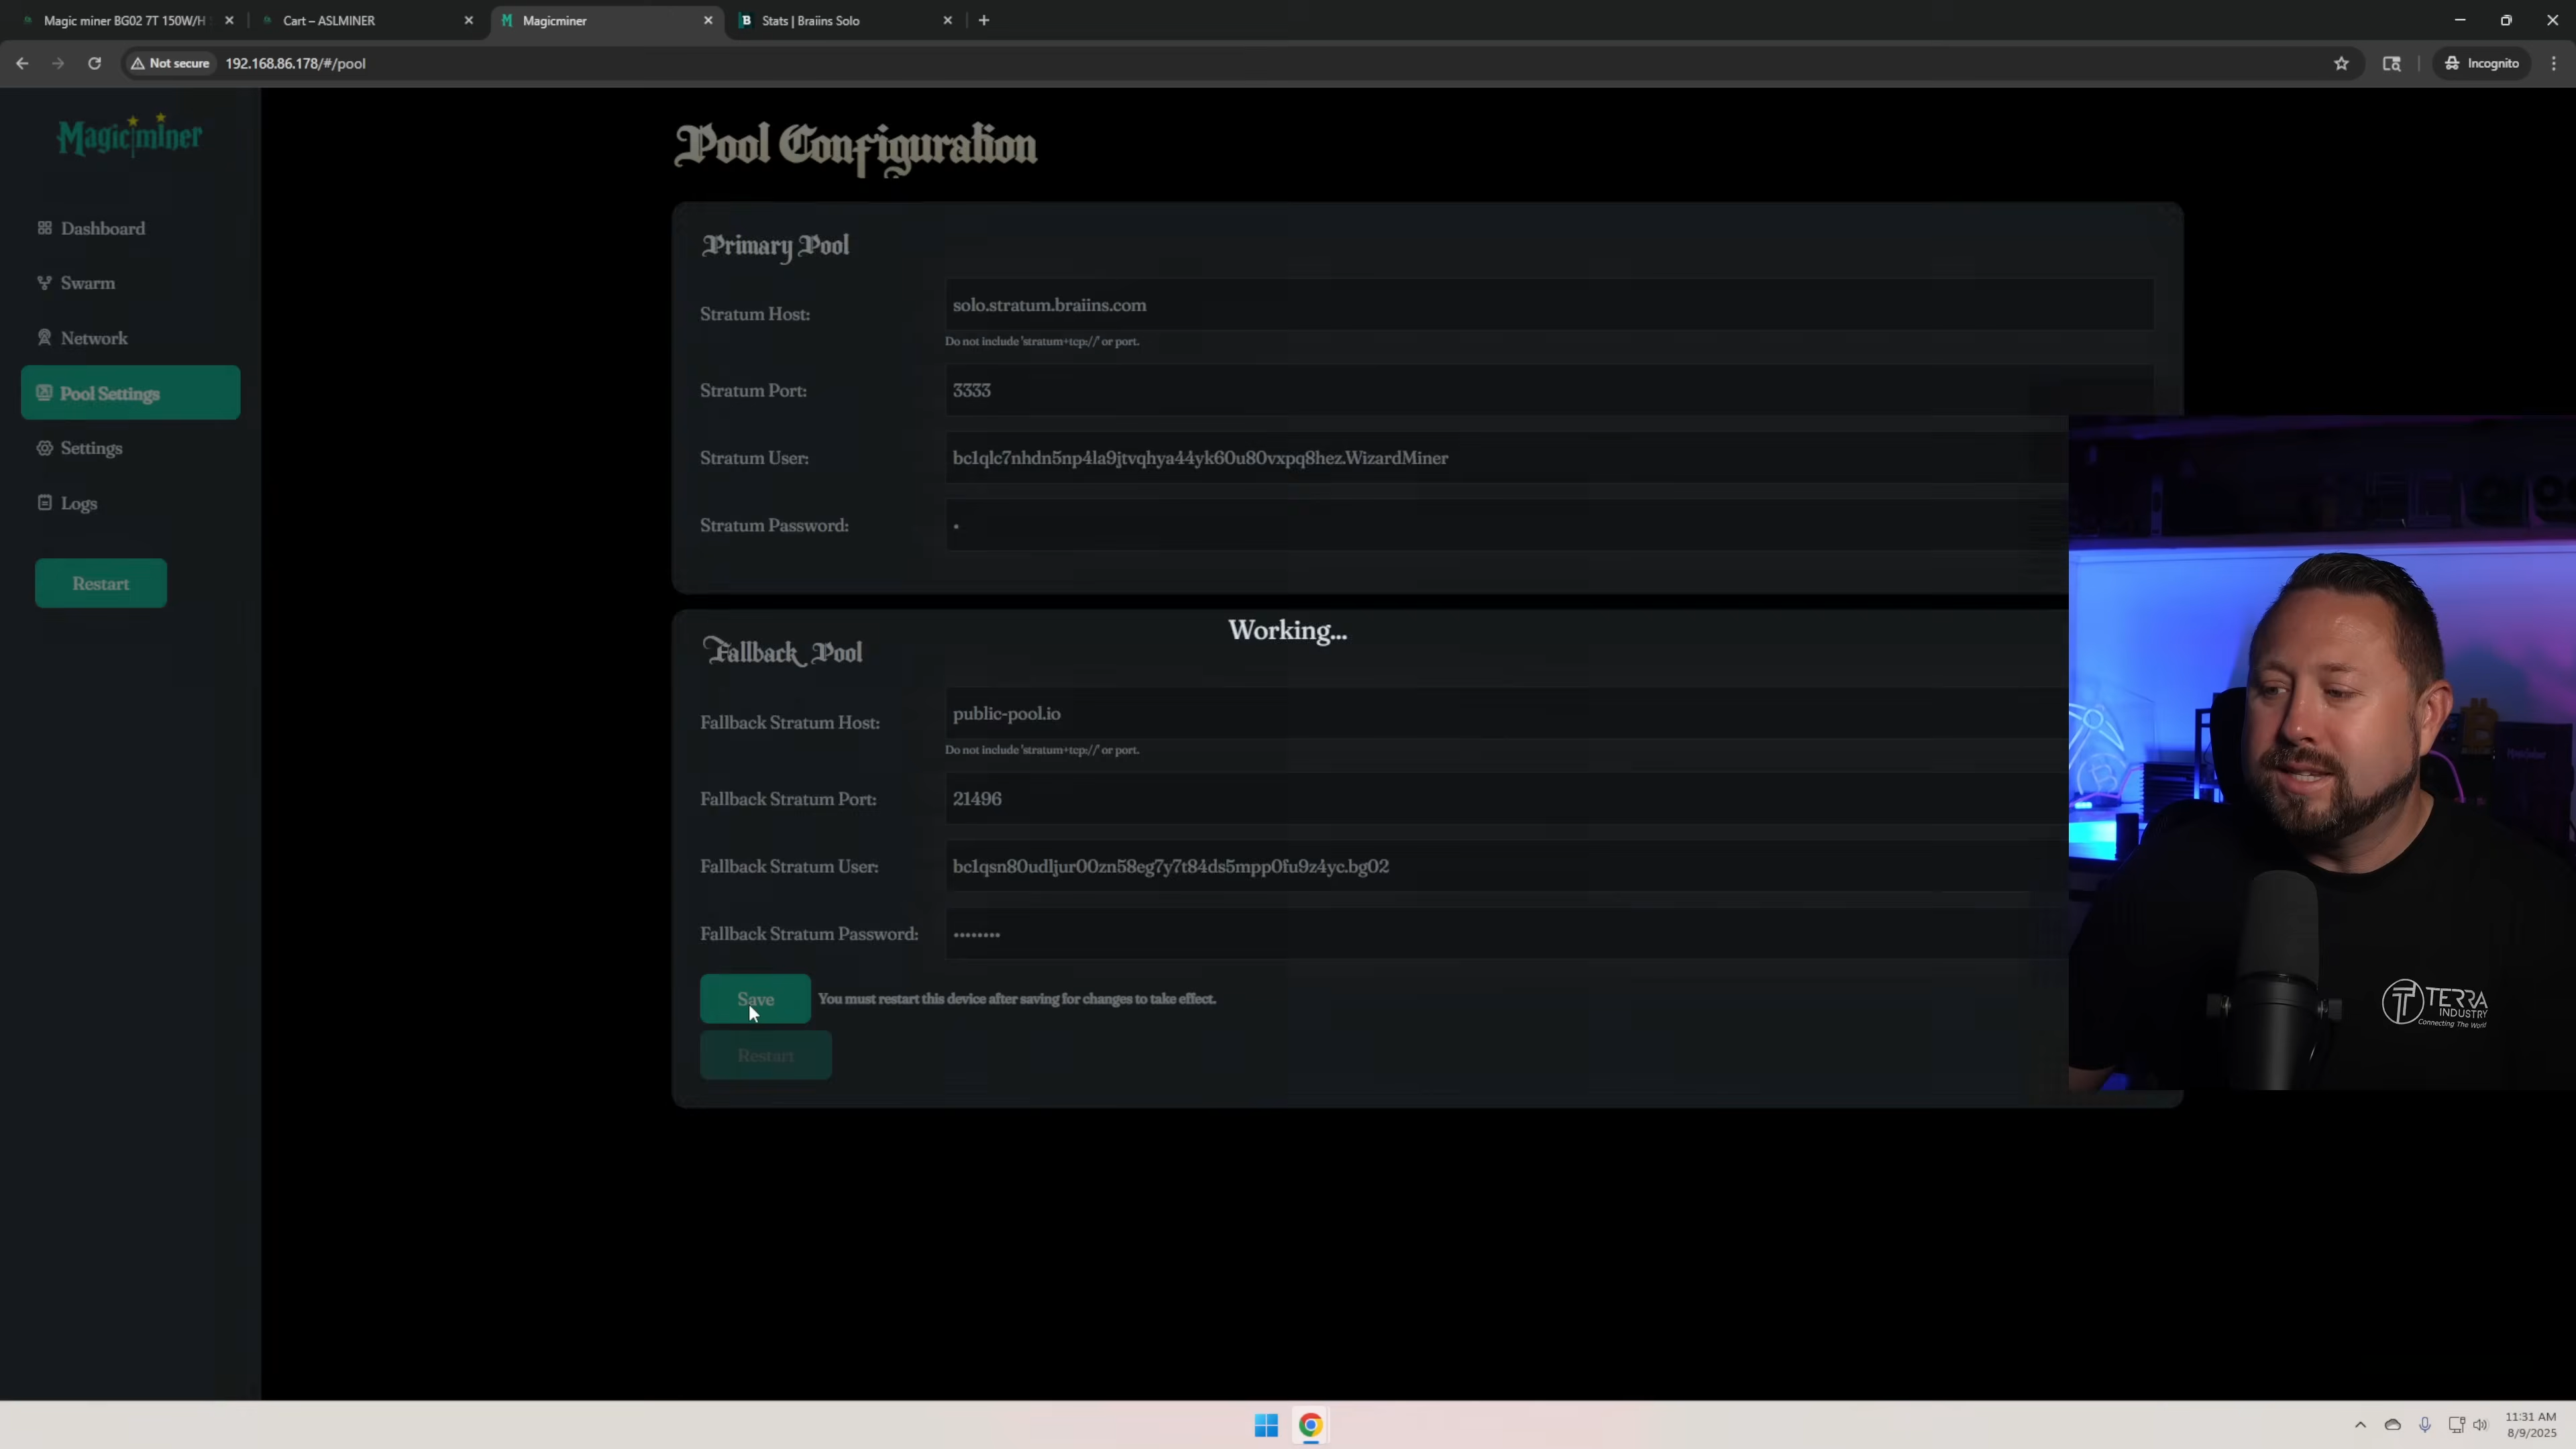 Magic miner BG02 7T 150W/H
Cart – ASLMINER
Magicminer
Stats | Braiins Solo
Not secure
192.168.86.178/#/pool
Incognito
Magicminer
Dashboard
Swarm
Network
Pool Settings
Settings
Logs
Restart
Pool Configuration
Primary Pool
Stratum Host:
solo.stratum.braiins.com
Do not include 'stratum+tcp://' or port.
Stratum Port:
3333
Stratum User:
bc1qlc7nhdn5np4la9jtvqhya44yk60u80vxpq8hez.WizardMiner
Stratum Password:
•
Working...
Fallback Pool
Fallback Stratum Host:
public-pool.io
Do not include 'stratum+tcp://' or port.
Fallback Stratum Port:
21496
Fallback Stratum User:
bc1qsn80udljur00zn58eg7y7t84ds5mpp0fu9z4yc.bg02
Fallback Stratum Password:
••••••••
Save
You must restart this device after saving for changes to take effect.
Restart
TERRA
INDUSTRY
Connecting The World
11:31 AM
8/9/2025